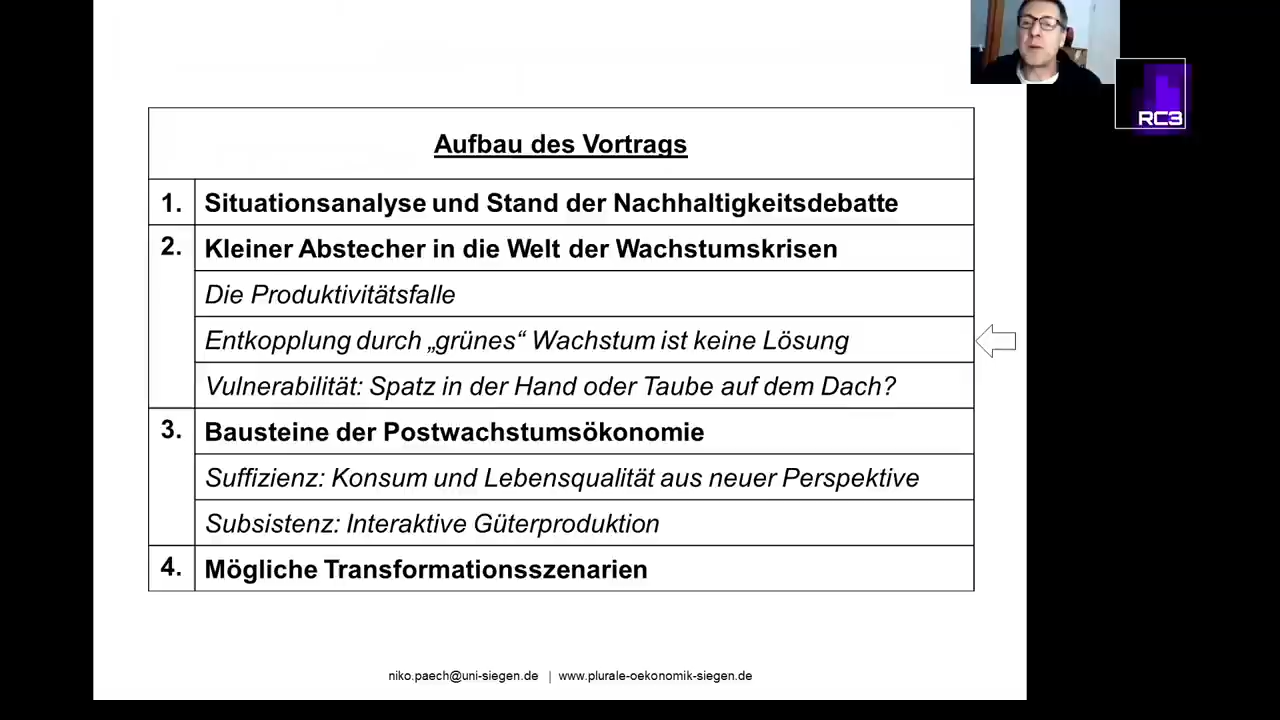 RC3
Aufbau des Vortrags
1. Situationsanalyse und Stand der Nachhaltigkeitsdebatte
2. Kleiner Abstecher in die Welt der Wachstumskrisen
Die Produktivitätsfalle
Entkopplung durch „grünes“ Wachstum ist keine Lösung
Vulnerabilität: Spatz in der Hand oder Taube auf dem Dach?
3. Bausteine der Postwachstumsökonomie
Suffizienz: Konsum und Lebensqualität aus neuer Perspektive
Subsistenz: Interaktive Güterproduktion
4. Mögliche Transformationsszenarien
niko.paech@uni-siegen.de | www.plurale-oekonomik-siegen.de